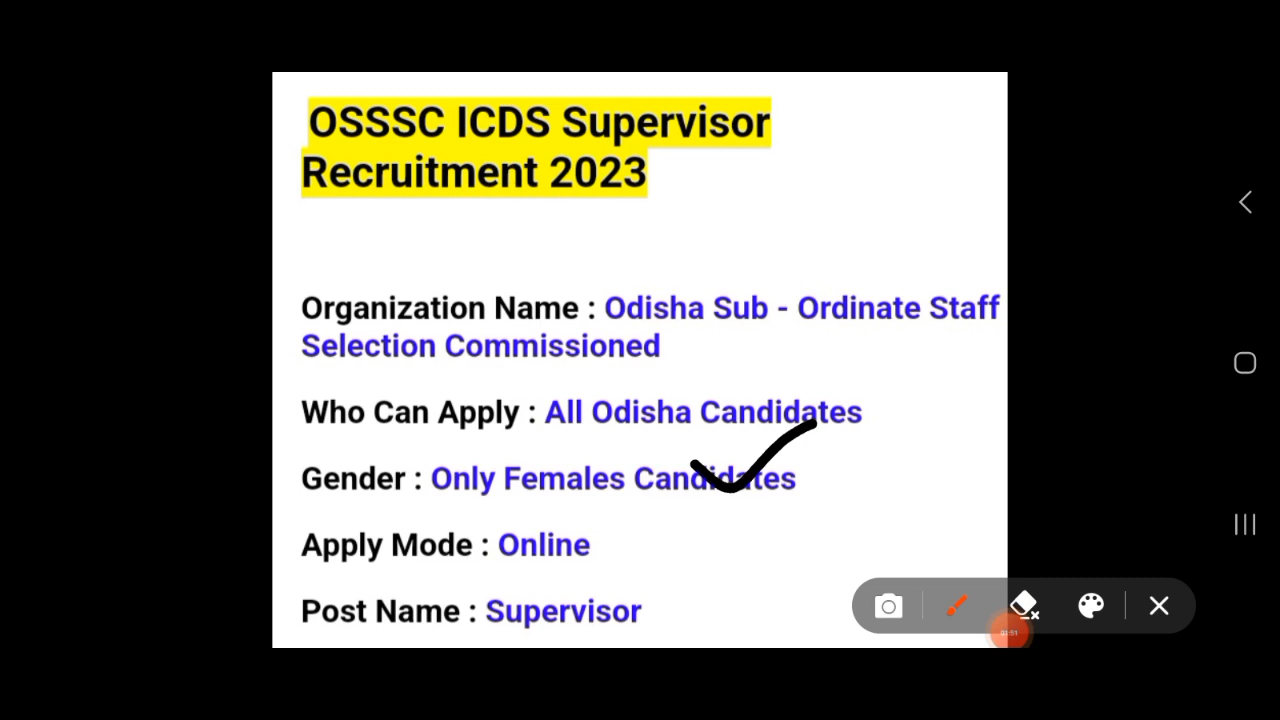 OSSSC ICDS Supervisor
Recruitment 2023
Organization Name : Odisha Sub - Ordinate Staff
Selection Commissioned
Who Can Apply : All Odisha Candidates
Gender : Only Females Candidates
Apply Mode : Online
Post Name : Supervisor